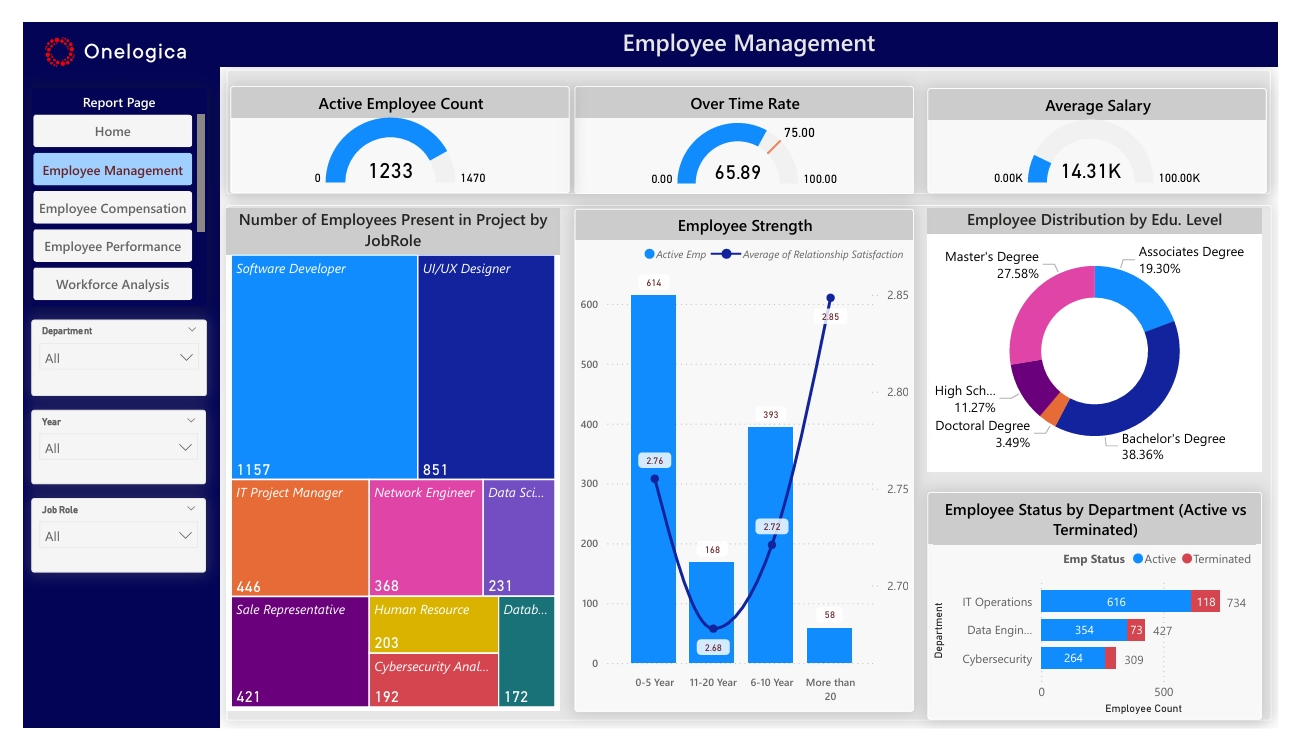 Onelogica
Employee Management
Report Page
Home
Employee Management
Employee Compensation
Employee Performance
Workforce Analysis
Department
All
Year
All
Job Role
All
Active Employee Count
0
1233
1470
Over Time Rate
75.00
0.00
65.89
100.00
Average Salary
0.00K
14.31K
100.00K
Number of Employees Present in Project by
JobRole
Software Developer
1157
UI/UX Designer
851
IT Project Manager
446
Network Engineer
368
Data Sci...
231
Sale Representative
421
Human Resource
203
Cybersecurity Anal...
192
Datab...
172
Employee Strength
Active Emp
Average of Relationship Satisfaction
600
500
400
300
200
100
0
614
168
393
58
2.76
2.68
2.72
2.85
2.85
2.80
2.75
2.70
0-5 Year
11-20 Year
6-10 Year
More than
20
Employee Distribution by Edu. Level
Associates Degree
19.30%
Bachelor's Degree
38.36%
Doctoral Degree
3.49%
High Sch...
11.27%
Master's Degree
27.58%
Employee Status by Department (Active vs
Terminated)
Emp Status
Active
Terminated
Department
IT Operations
616
118
734
Data Engin...
354
73
427
Cybersecurity
264
309
0
500
Employee Count